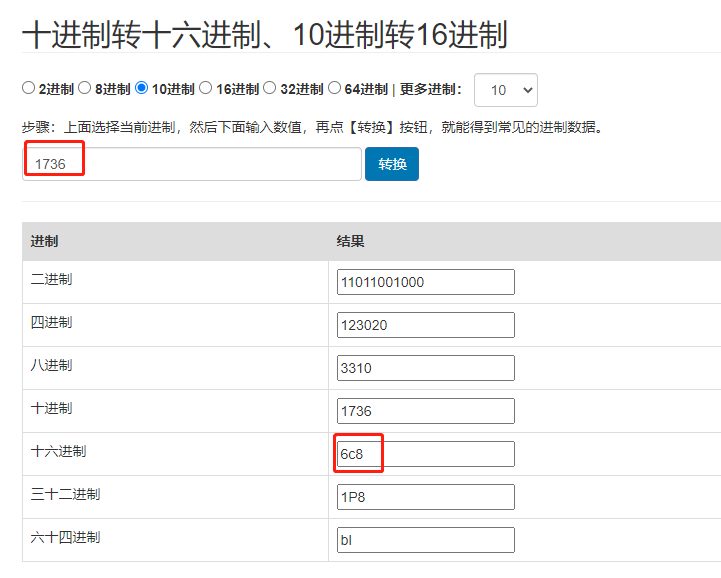 十进制转十六进制、10进制转16进制
2进制 8进制 10进制 16进制 32进制 64进制 | 更多进制： 10
步骤：上面选择当前进制，然后下面输入数值，再点【转换】按钮，就能得到常见的进制数据。
1736 转换
进制 结果
二进制 11011001000
四进制 123020
八进制 3310
十进制 1736
十六进制 6c8
三十二进制 1P8
六十四进制 bI